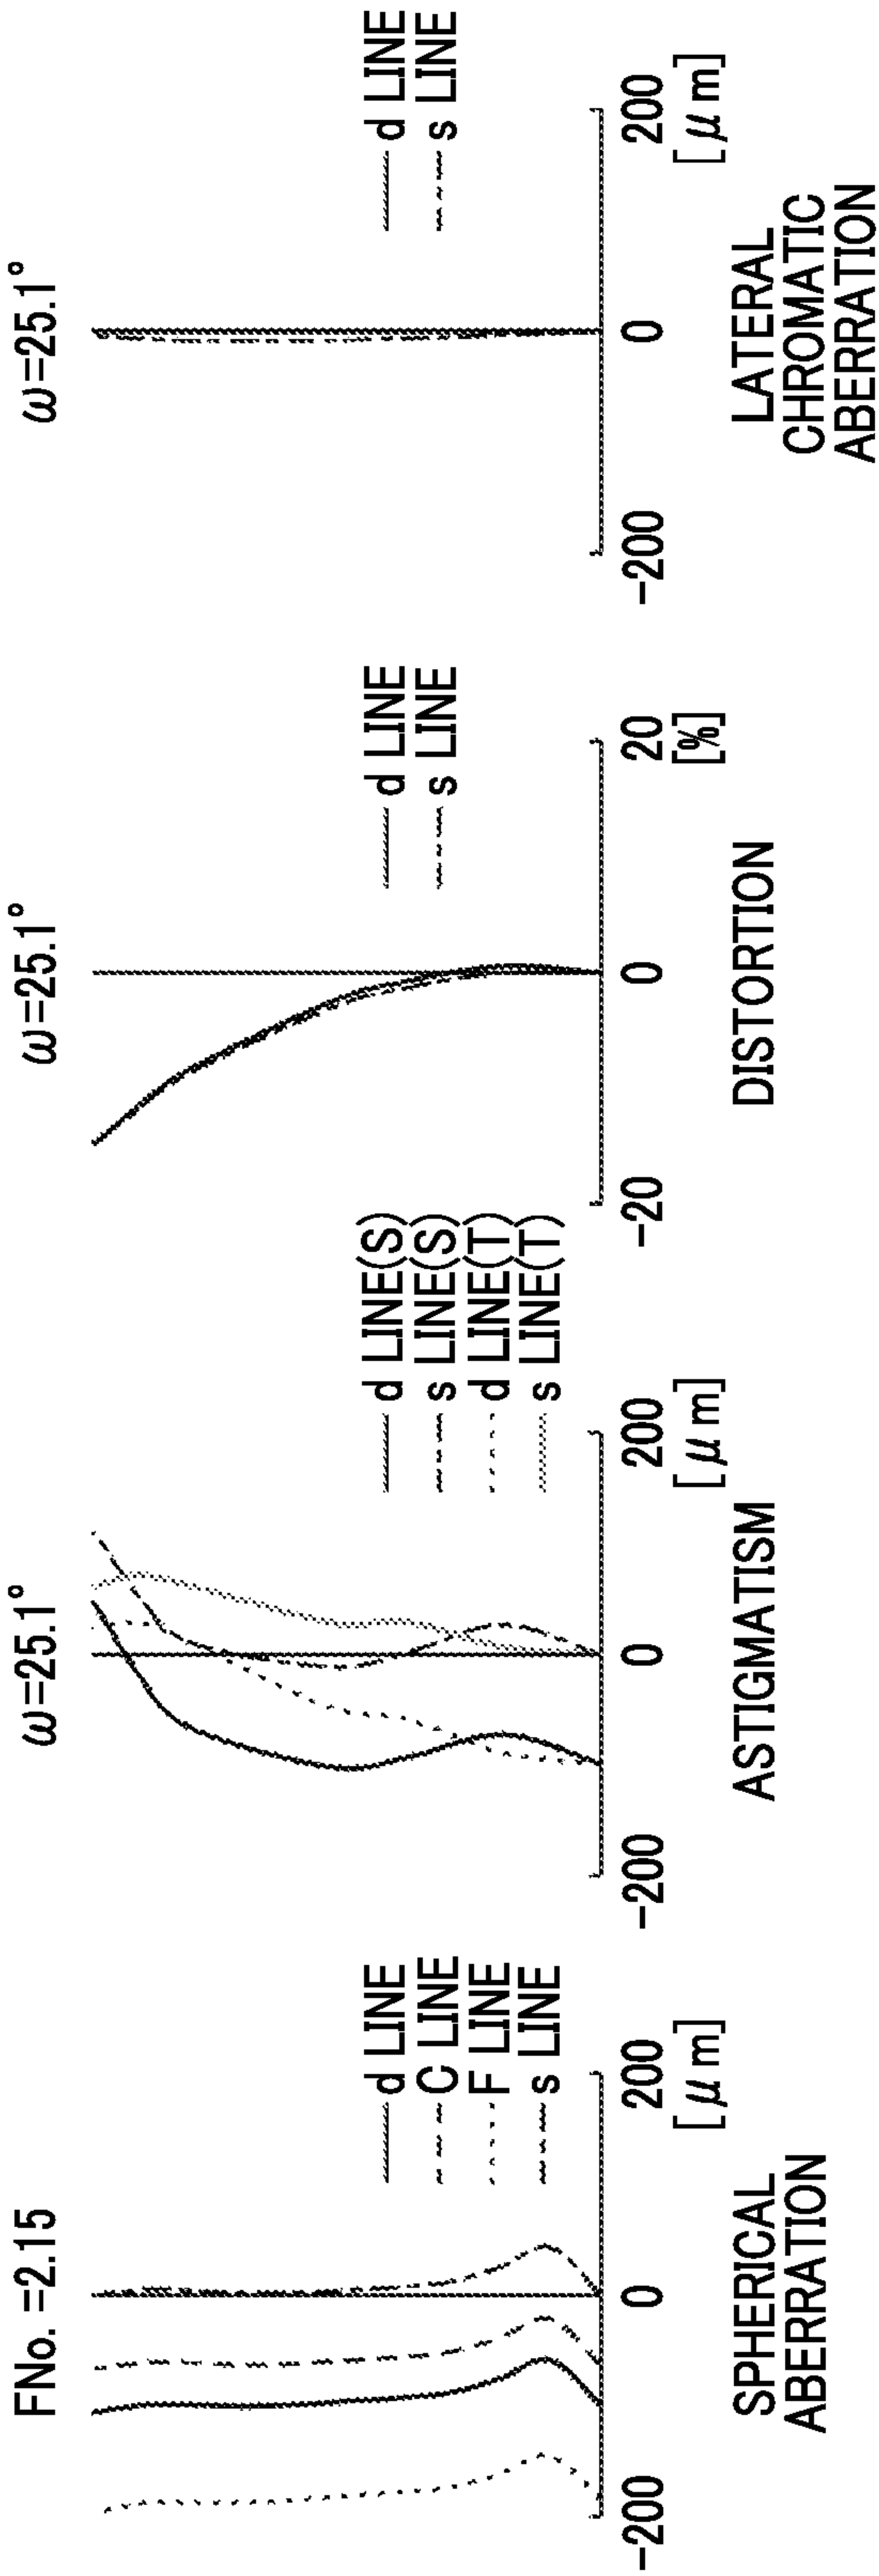 FNo. =2.15
d LINE
C LINE
F LINE
s LINE
-200
0
200
[μm]
SPHERICAL
ABERRATION
ω=25.1°
d LINE(S)
s LINE(S)
d LINE(T)
s LINE(T)
-200
0
200
[μm]
ASTIGMATISM
ω=25.1°
d LINE
s LINE
-20
0
20
[%]
DISTORTION
ω=25.1°
d LINE
s LINE
-200
0
200
[μm]
LATERAL
CHROMATIC
ABERRATION